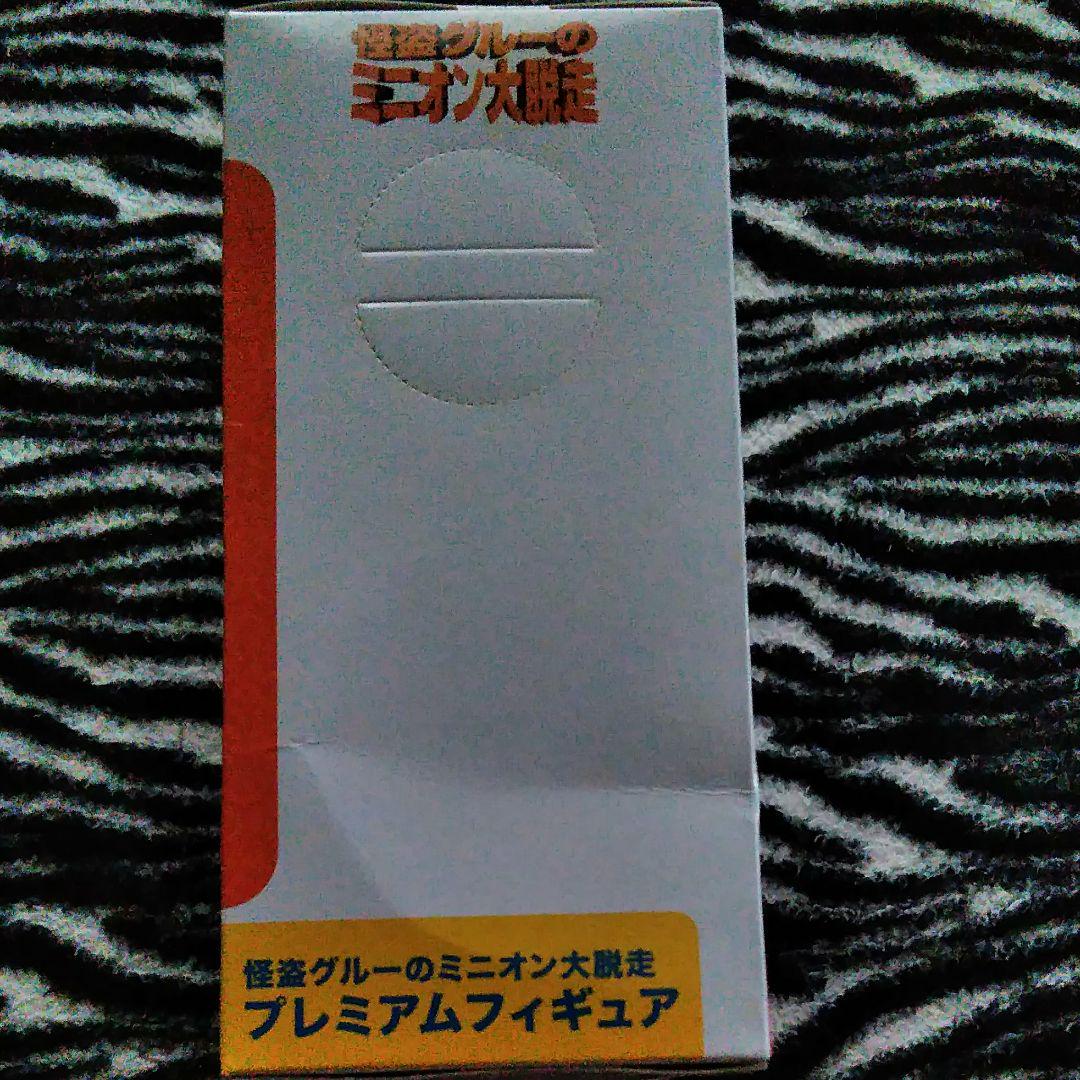 怪盗グルーの
ミニオン大脱走
怪盗グルーのミニオン大脱走
プレミアムフィギュア